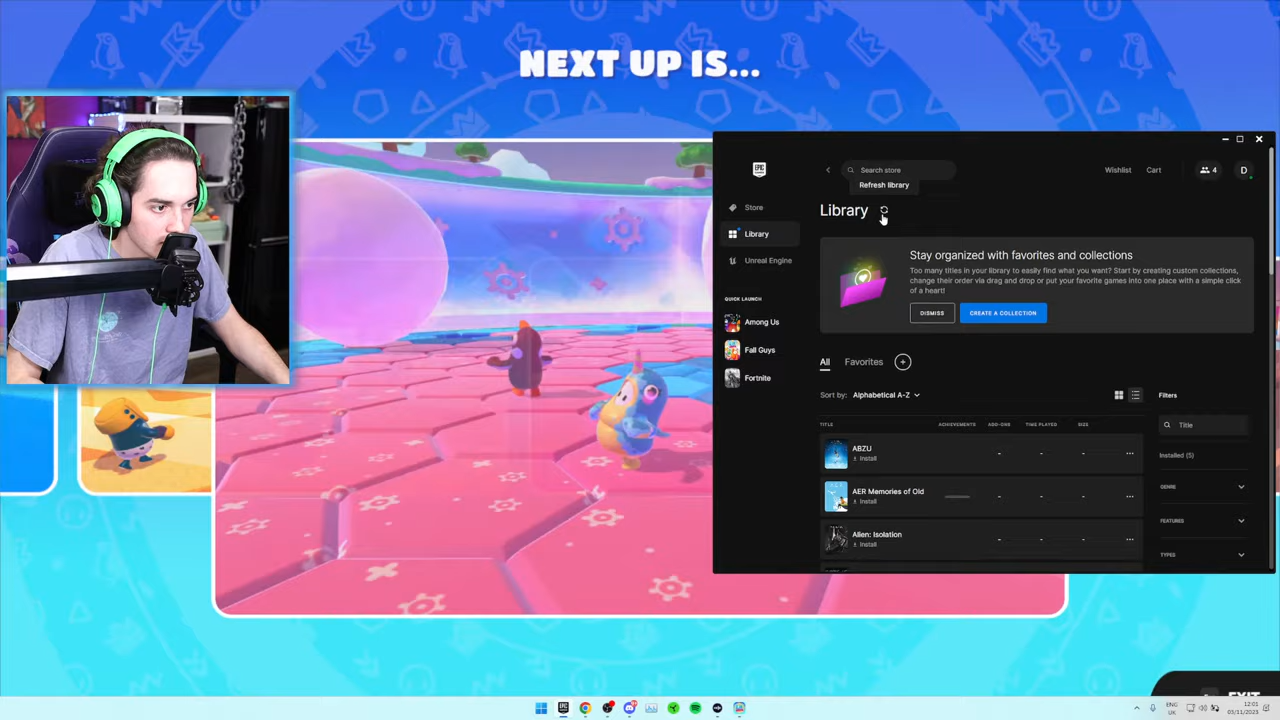 NEXT UP IS...
EPIC
Search store
Wishlist
Cart
4
D
Refresh library
Store
Library
Library
Unreal Engine
Stay organized with favorites and collections
Too many titles in your library to easily find what you want? Start by creating custom collections,
change their order via drag and drop or put your favorite games into one place with a simple click
of a heart!
DISMISS
CREATE A COLLECTION
QUICK LAUNCH
Among Us
Fall Guys
Fortnite
All
Favorites
Sort by: Alphabetical A-Z
Filters
TITLE
ACHIEVEMENTS
ADD-ONS
TIME PLAYED
SIZE
Title
ABZU
Install
Installed (5)
AER Memories of Old
Install
GENRE
FEATURES
Alien: Isolation
Install
TYPES
EXIT
ENG
UK
12:01
03/11/2023